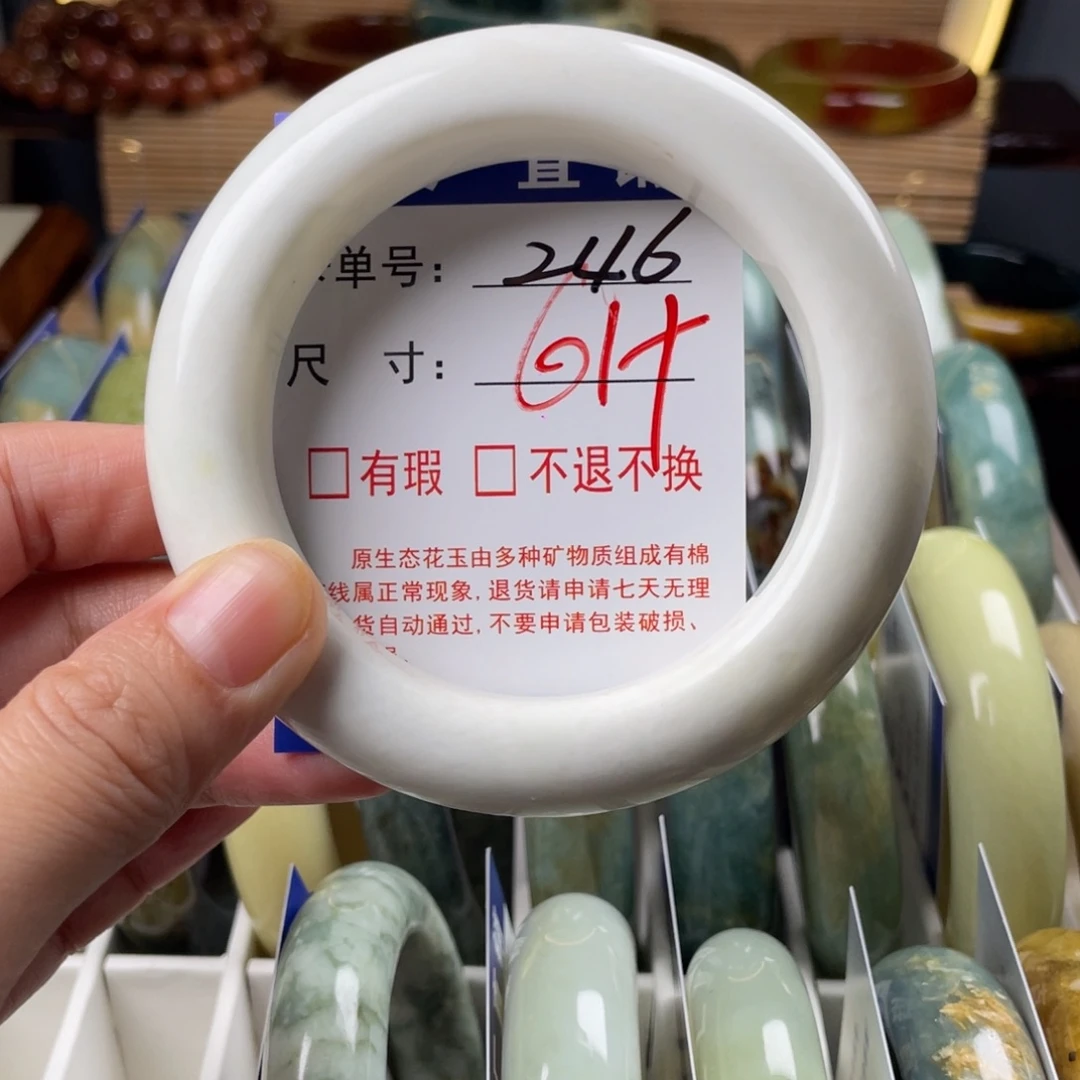 直
单号：246
尺 寸：61+
□有瑕 □不退不换
原生态花玉由多种矿物质组成有棉
线属正常现象，退货请申请七天无理
货自动通过，不要申请包装破损、